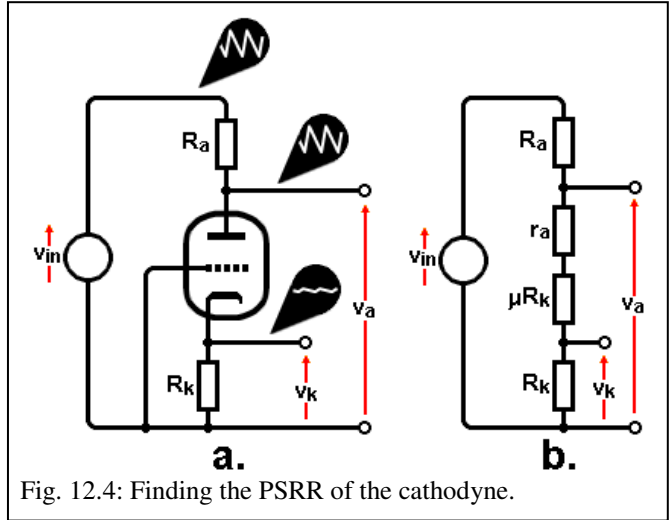 Ra
Ra
vin
va
vk
Rk
a.
vin
ra
μRk
Rk
vk
va
b.
Fig. 12.4: Finding the PSRR of the cathodyne.